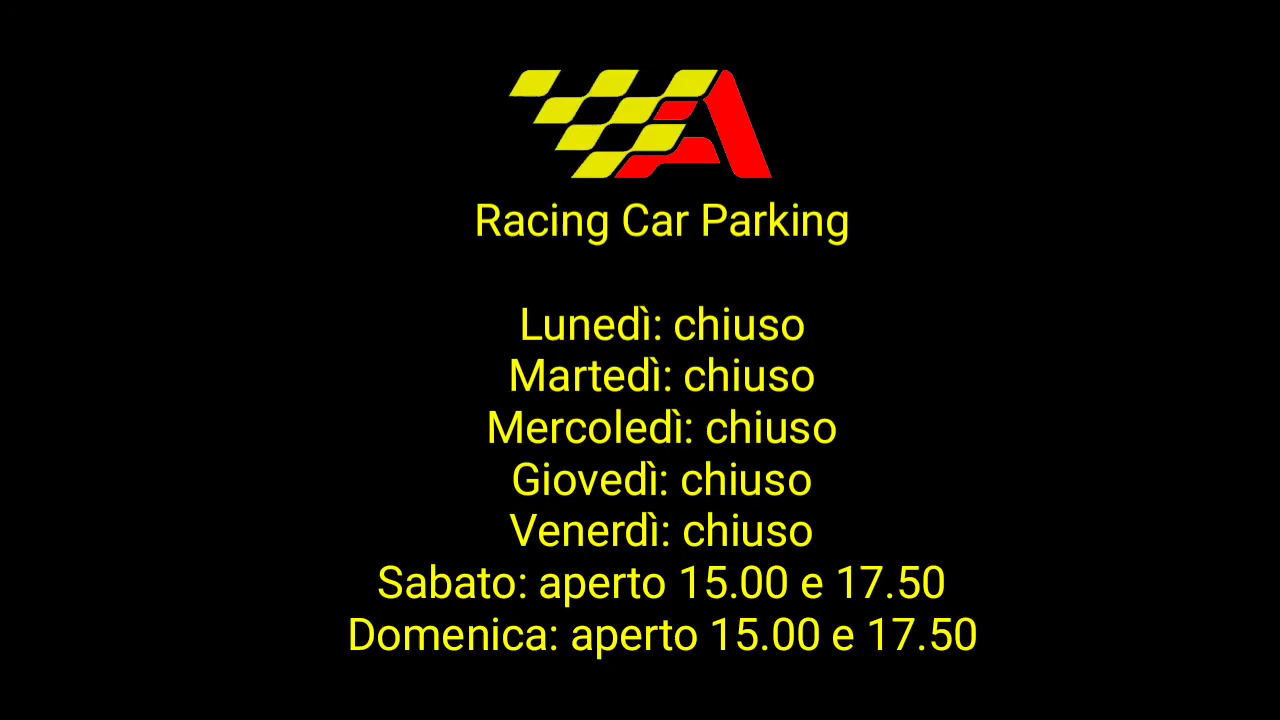 Racing Car Parking
Lunedì: chiuso
Martedì: chiuso
Mercoledì: chiuso
Giovedì: chiuso
Venerdì: chiuso
Sabato: aperto 15.00 e 17.50
Domenica: aperto 15.00 e 17.50